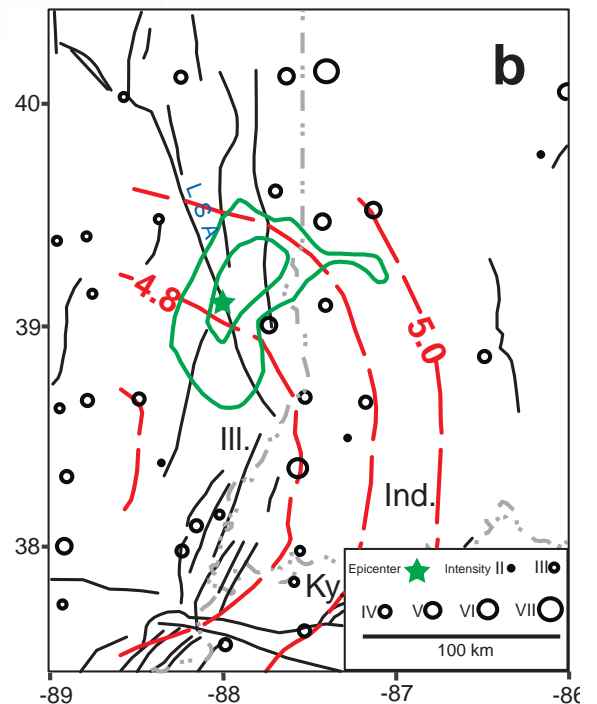 b
40
LSA
-4.8
39
5.0
Ill.
Ind.
38
Ky.
Epicenter Intensity II III
IV V VI VII
100 km
-89 -88 -87 -86